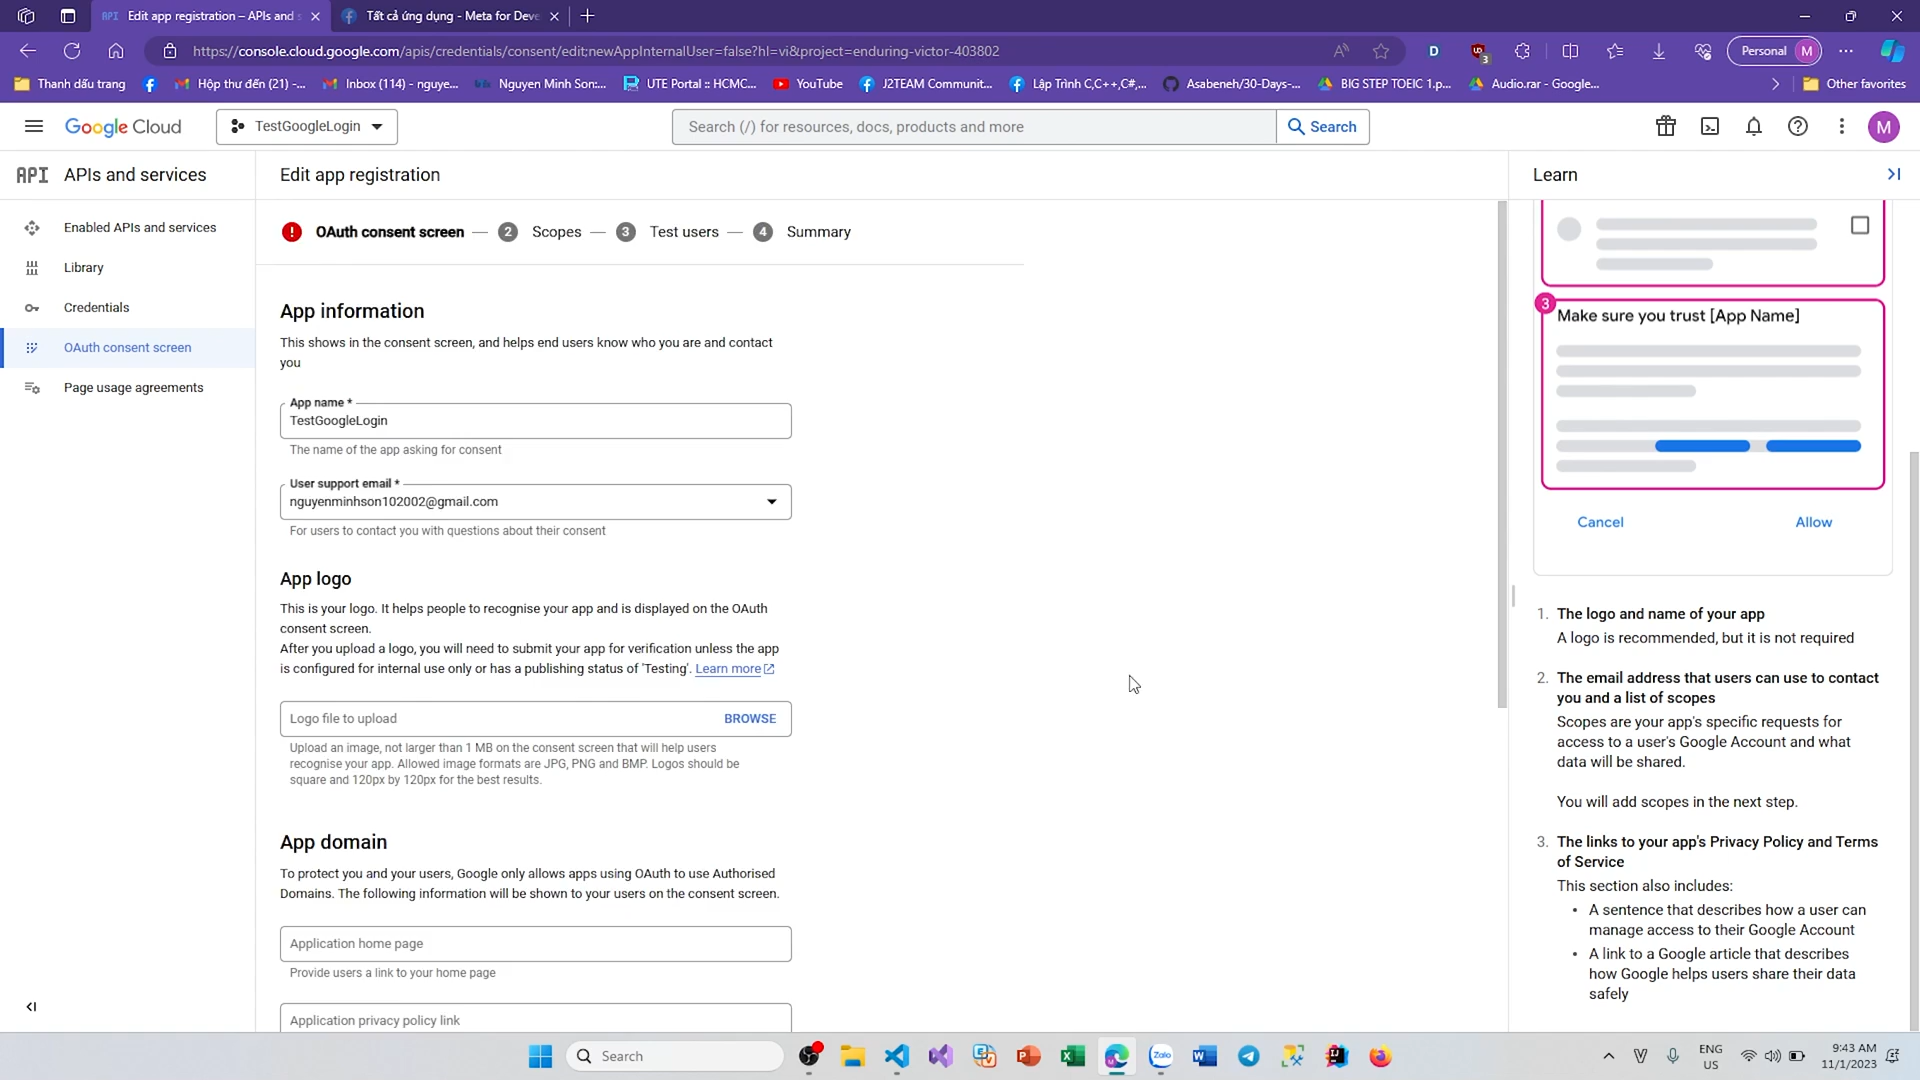 API Edit app registration – APIs and s
Tất cả ứng dụng - Meta for Deve
https://console.cloud.google.com/apis/credentials/consent/edit;newAppInternalUser=false?hl=vi&project=enduring-victor-403802
A
D
3
Personal
M
Thanh dấu trang
Hộp thư đến (21) -...
Inbox (114) - nguye...
Nguyen Minh Son:...
UTE Portal :: HCMC...
YouTube
J2TEAM Communit...
Lập Trình C,C++,C#,...
Asabeneh/30-Days-...
BIG STEP TOEIC 1.p...
Audio.rar - Google...
Other favorites
Google Cloud
TestGoogleLogin
Search (/) for resources, docs, products and more
Search
M
API APIs and services
Edit app registration
Learn
Enabled APIs and services
Library
Credentials
OAuth consent screen
Page usage agreements
! OAuth consent screen — 2 Scopes — 3 Test users — 4 Summary
App information
This shows in the consent screen, and helps end users know who you are and contact
you
App name *
TestGoogleLogin
The name of the app asking for consent
User support email *
nguyenminhson102002@gmail.com
For users to contact you with questions about their consent
App logo
This is your logo. It helps people to recognise your app and is displayed on the OAuth
consent screen.
After you upload a logo, you will need to submit your app for verification unless the app
is configured for internal use only or has a publishing status of 'Testing'. Learn more
Logo file to upload
BROWSE
Upload an image, not larger than 1 MB on the consent screen that will help users
recognise your app. Allowed image formats are JPG, PNG and BMP. Logos should be
square and 120px by 120px for the best results.
App domain
To protect you and your users, Google only allows apps using OAuth to use Authorised
Domains. The following information will be shown to your users on the consent screen.
Application home page
Provide users a link to your home page
Application privacy policy link
3
Make sure you trust [App Name]
Cancel
Allow
1. The logo and name of your app
A logo is recommended, but it is not required
2. The email address that users can use to contact
you and a list of scopes
Scopes are your app's specific requests for
access to a user's Google Account and what
data will be shared.
You will add scopes in the next step.
3. The links to your app's Privacy Policy and Terms
of Service
This section also includes:
• A sentence that describes how a user can
manage access to their Google Account
• A link to a Google article that describes
how Google helps users share their data
safely
Search
Zalo
ENG
US
9:43 AM
11/1/2023